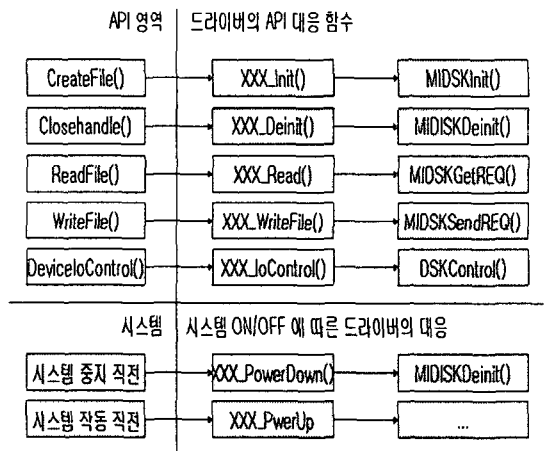 API 영역 드라이버의 API 대응 함수
CreateFile() XXX_Init() MIDSKInit()
Closehandle() XXX_Deinit() MIDISKDeinit()
ReadFile() XXX_Read() MIDSKGetREQ()
WriteFile() XXX_WriteFile() MIDSKSendREQ()
DeviceIoControl() XXX_IoControl() DSKControl()
시스템 시스템 ON/OFF 에 따른 드라이버의 대응
시스템 중지 직전 XXX_PowerDown() MIDISKDeinit()
시스템 작동 직전 XXX_PwerUp ...